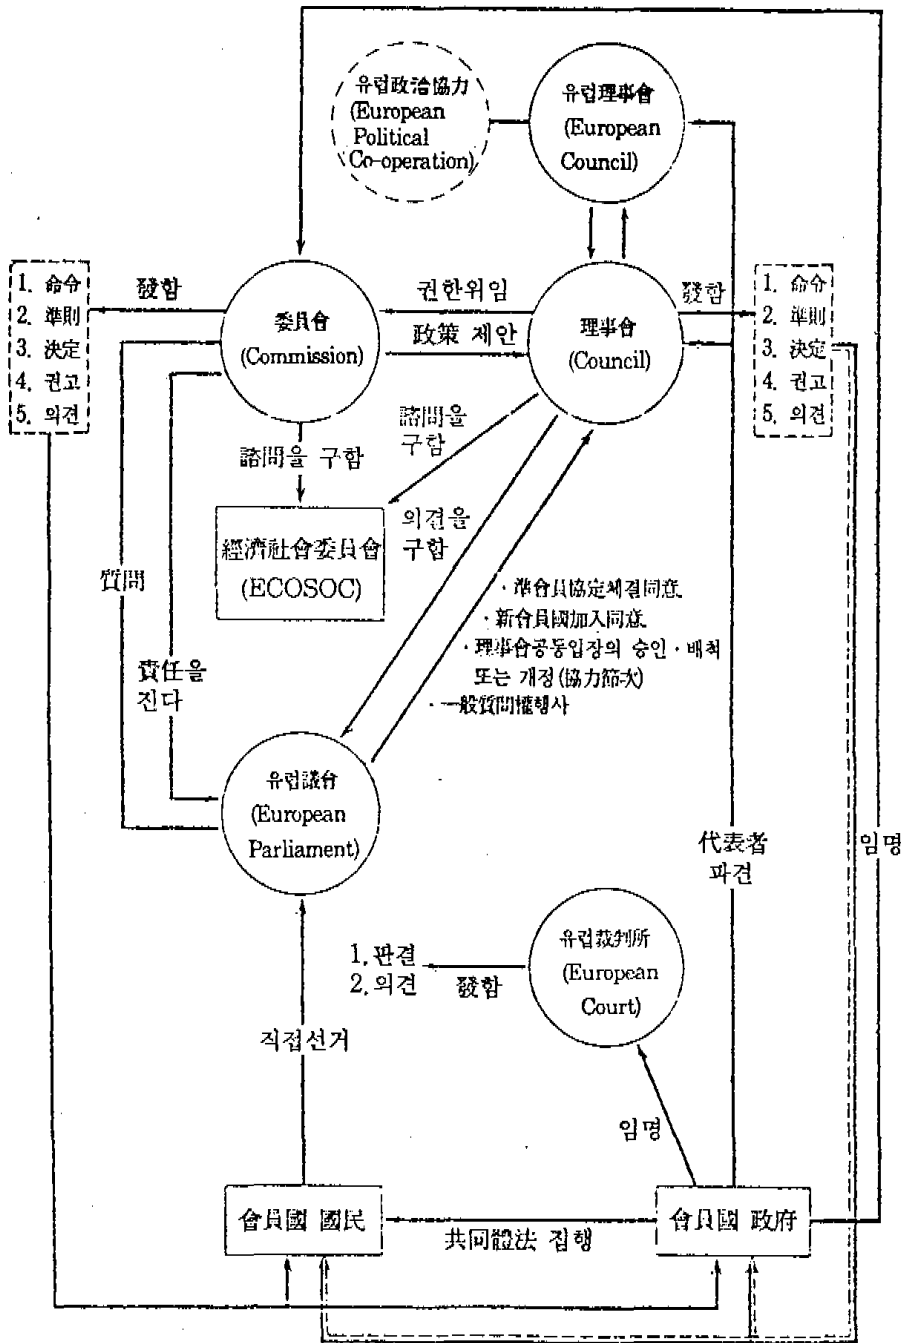 유럽政治協力
(European
Political
Co-operation)
유럽理事會
(European
Council)
1. 命令
2. 準則
3. 決定
4. 권고
5. 의견
發함
委員會
(Commission)
권한위임
政策 제안
理事會
(Council)
發함
1. 命令
2. 準則
3. 決定
4. 권고
5. 의견
諮問을 구함
諮問을
구함
經濟社會委員會
(ECOSOC)
의견을
구함
質問
責任을
진다
· 準會員協定체결同意
· 新會員國加入同意
· 理事會공동입장의 승인 · 배척
또는 개정(協力節次)
· 一般質問權행사
유럽議會
(European
Parliament)
代表者
파견
임명
유럽裁判所
(European
Court)
1. 판결
2. 의견
發함
직접선거
임명
會員國 國民
共同體法 집행
會員國 政府